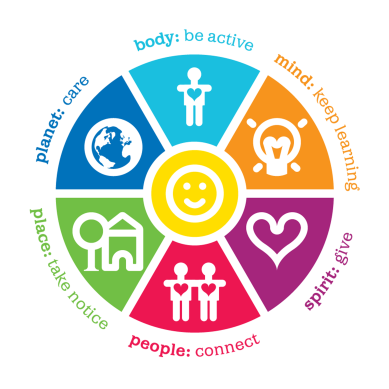 body: be active
mind: keep learning
spirit: give
people: connect
place: take notice
planet: care